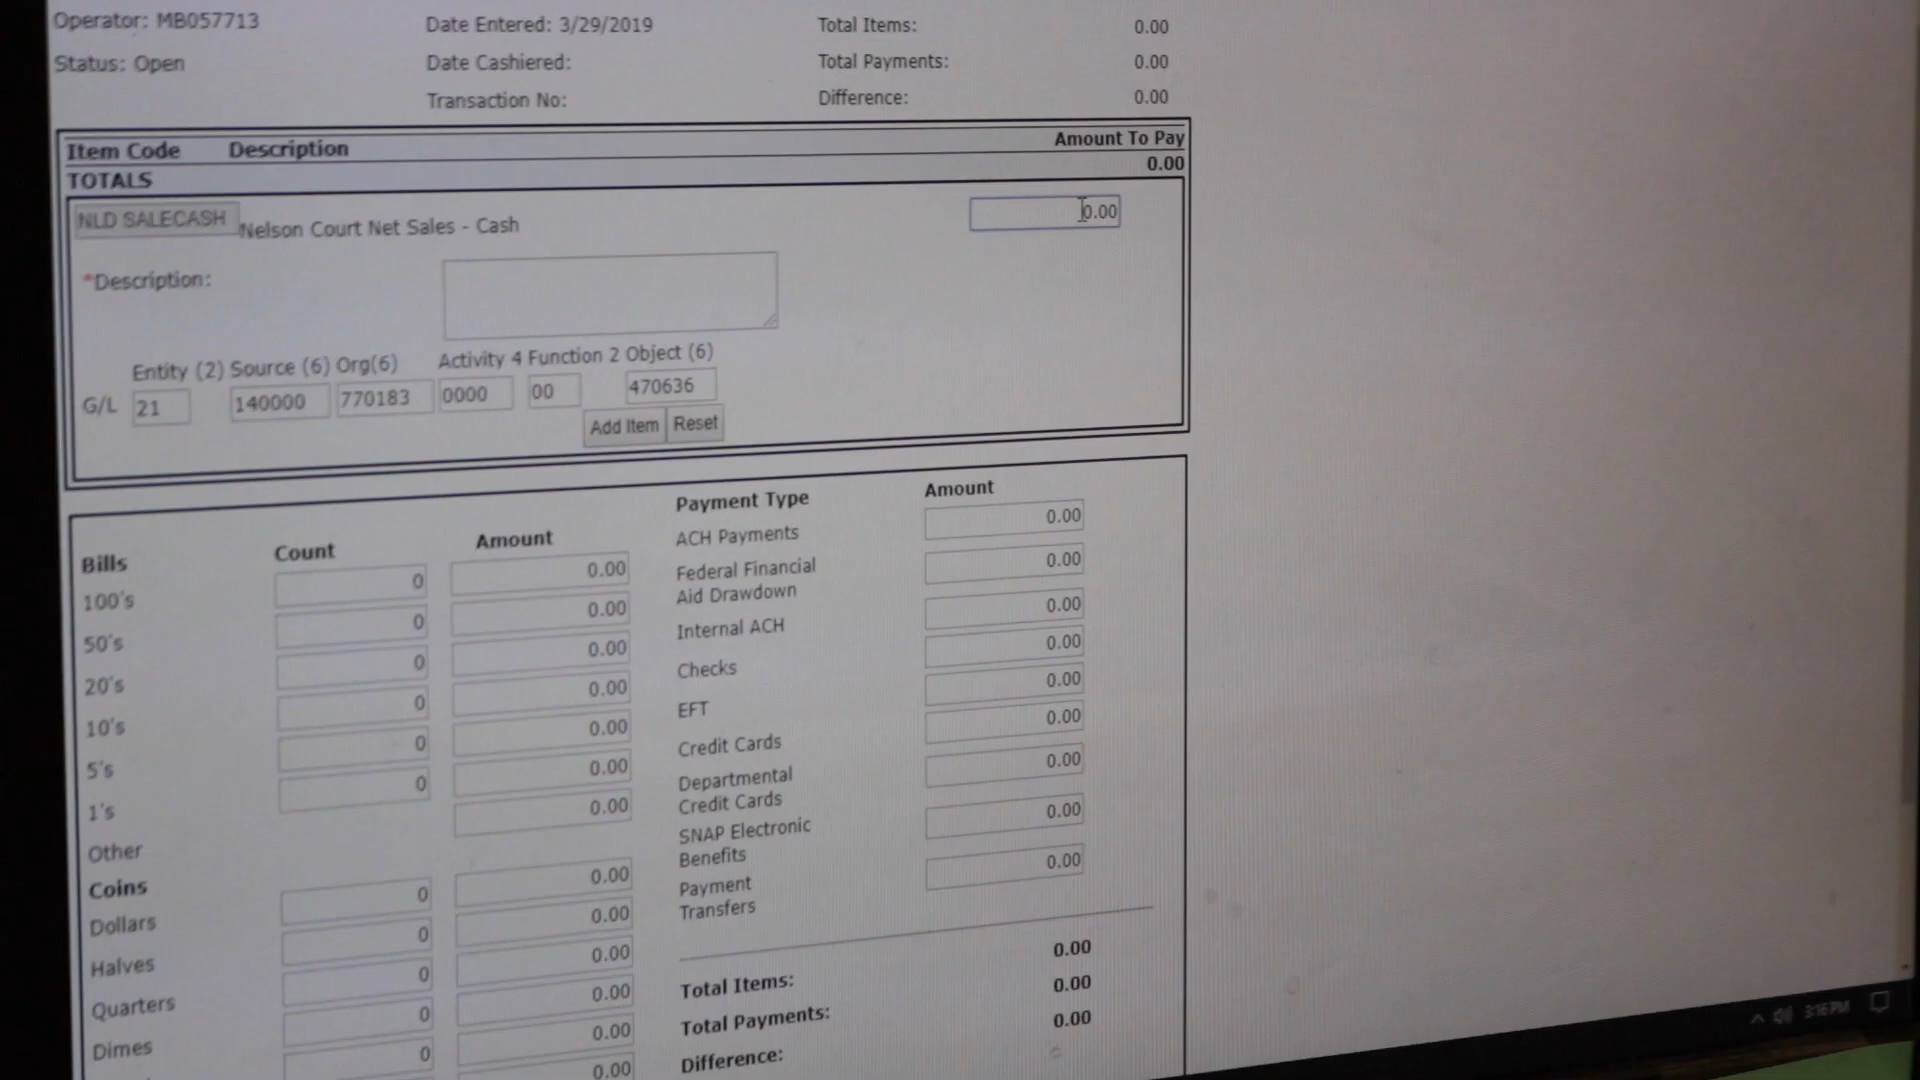 Operator: MB057713 Date Entered: 3/29/2019 Total Items: 0.00
Status: Open Date Cashiered: Total Payments: 0.00
Transaction No: Difference: 0.00
Item Code Description Amount To Pay
TOTALS 0.00
NLD SALECASH Nelson Court Net Sales - Cash 0.00
*Description:
Entity (2) Source (6) Org(6) Activity 4 Function 2 Object (6)
G/L 21 140000 770183 0000 00 470636
Add Item Reset
Bills Count Amount
100's 0 0.00
50's 0 0.00
20's 0 0.00
10's 0 0.00
5's 0 0.00
1's 0 0.00
Other 0.00
Coins
Dollars 0 0.00
Halves 0 0.00
Quarters 0 0.00
Dimes 0 0.00
0 0.00
0.00
Payment Type Amount
ACH Payments 0.00
Federal Financial
Aid Drawdown 0.00
Internal ACH 0.00
Checks 0.00
EFT 0.00
Credit Cards 0.00
Departmental
Credit Cards 0.00
SNAP Electronic
Benefits 0.00
Payment
Transfers 0.00
Total Items: 0.00
Total Payments: 0.00
Difference: 0.00
3:16 PM